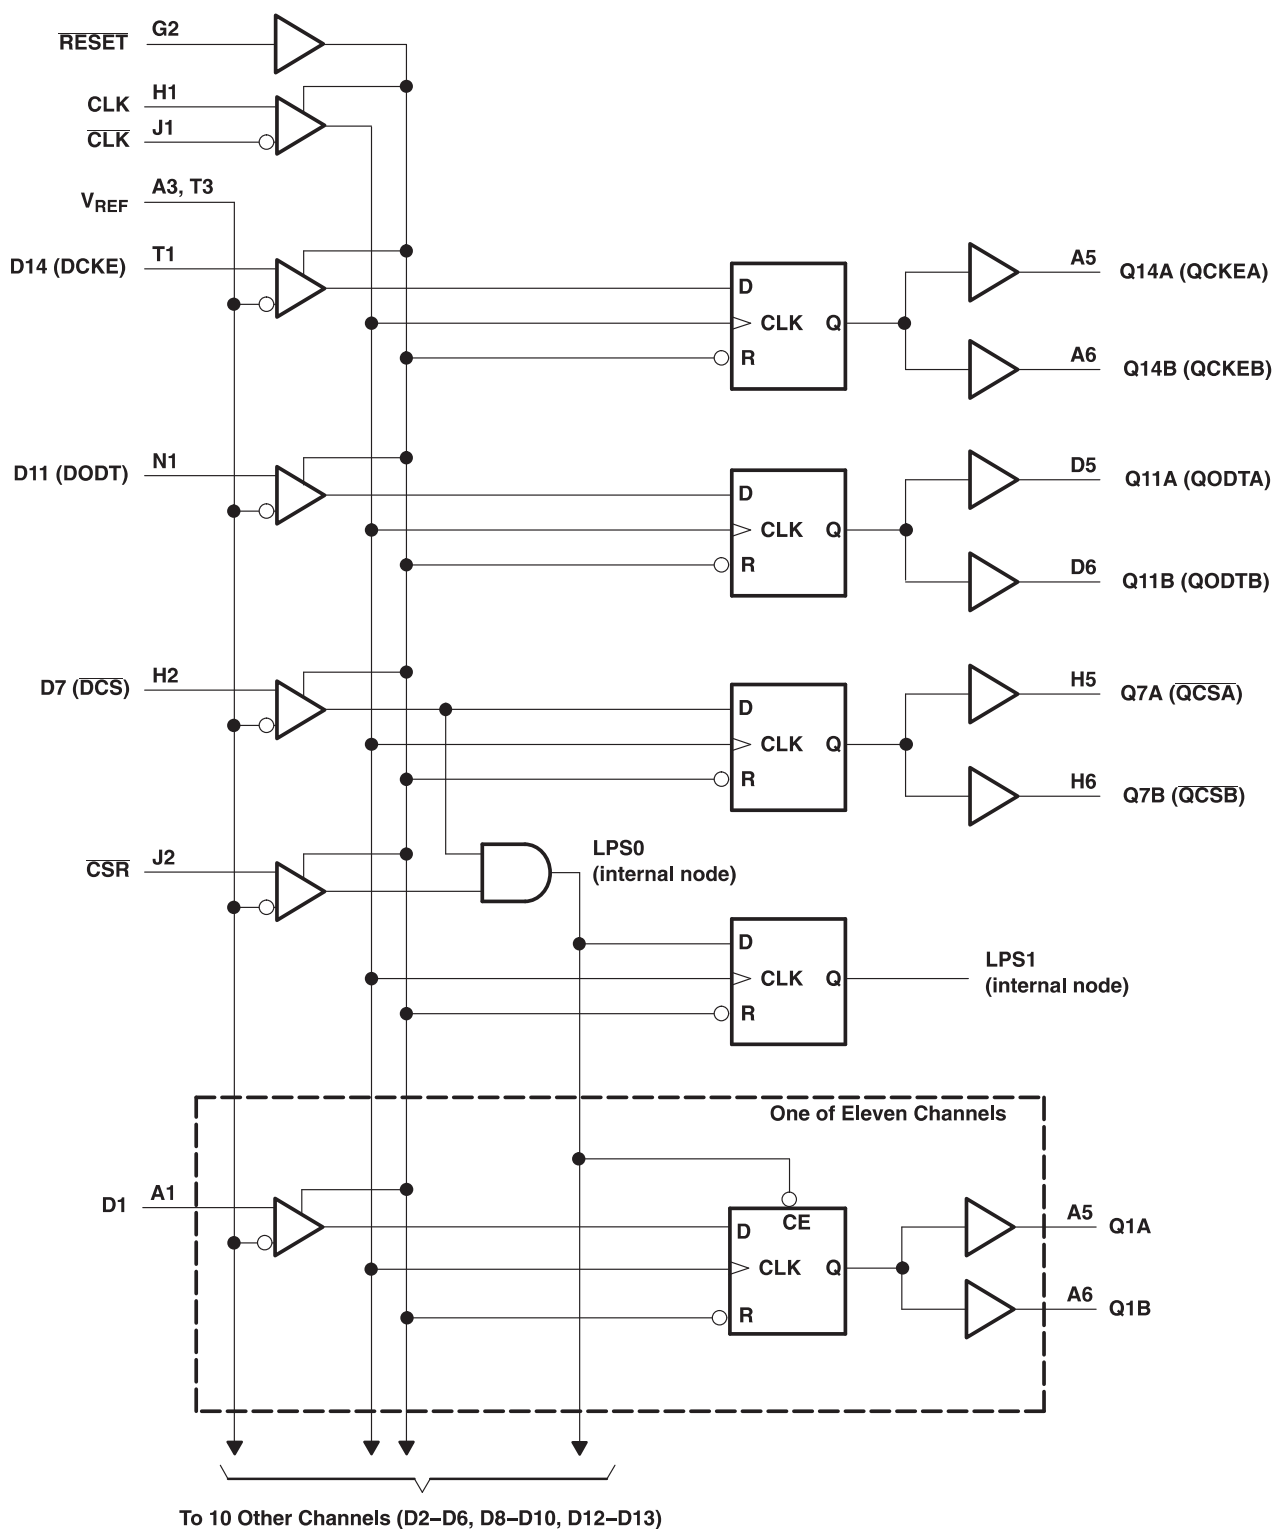 RESET G2
CLK H1
CLK J1
VREF A3, T3
D14 (DCKE) T1
D CLK Q R
A5 Q14A (QCKEA)
A6 Q14B (QCKEB)
D11 (DODT) N1
D CLK Q R
D5 Q11A (QODTA)
D6 Q11B (QODTB)
D7 (DCS) H2
D CLK Q R
H5 Q7A (QCSA)
H6 Q7B (QCSB)
CSR J2
LPS0
(internal node)
D CLK Q R
LPS1
(internal node)
One of Eleven Channels
D1 A1
CE
D CLK Q R
A5 Q1A
A6 Q1B
To 10 Other Channels (D2–D6, D8–D10, D12–D13)